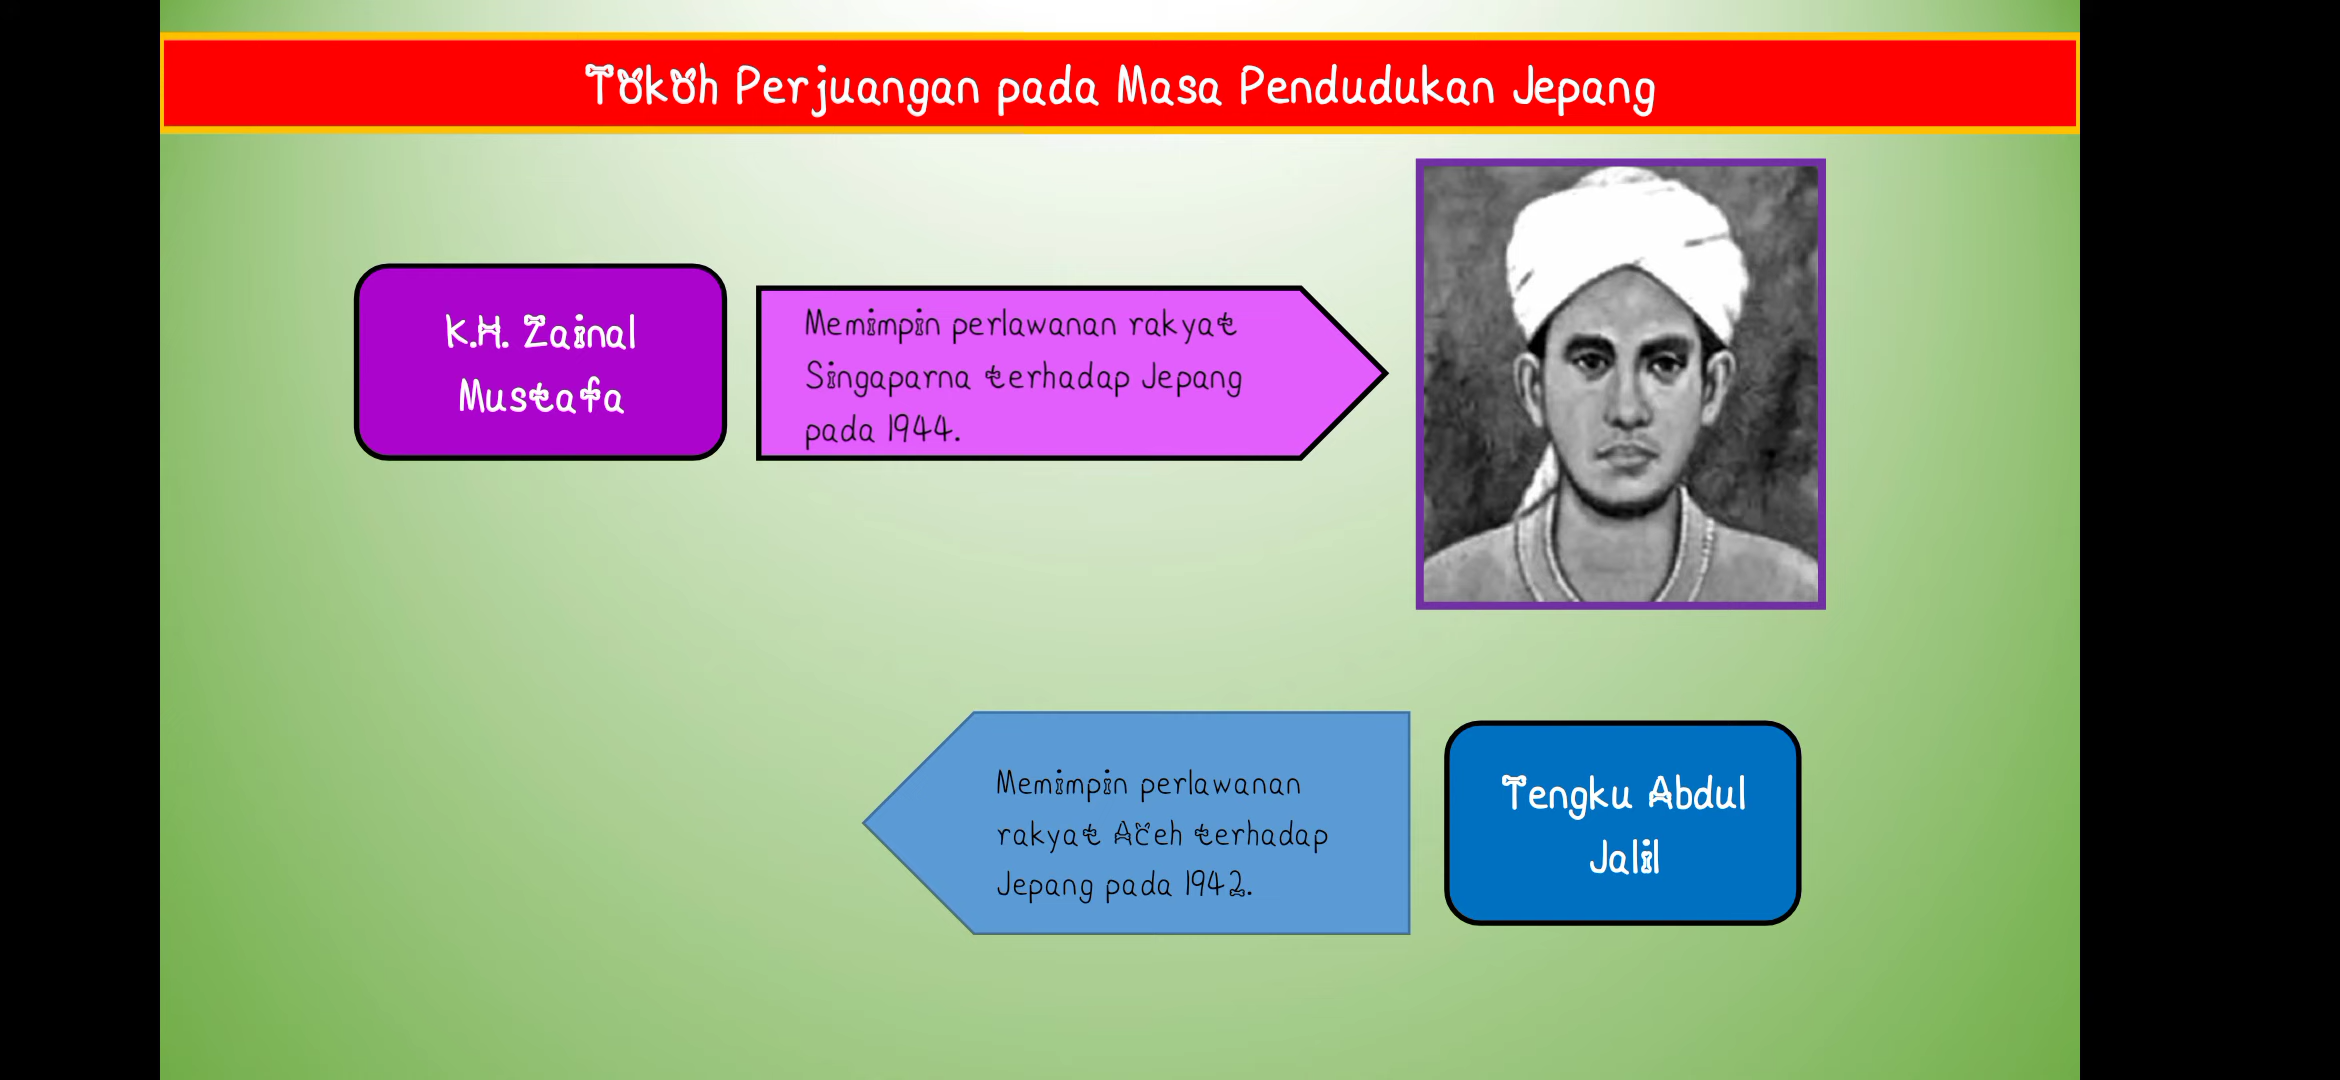 Tokoh Perjuangan pada Masa Pendudukan Jepang
K.H. Zainal
Mustafa
Memimpin perlawanan rakyat
Singaparna terhadap Jepang
pada 1944.
Memimpin perlawanan
rakyat Aceh terhadap
Jepang pada 1942.
Tengku Abdul
Jalil